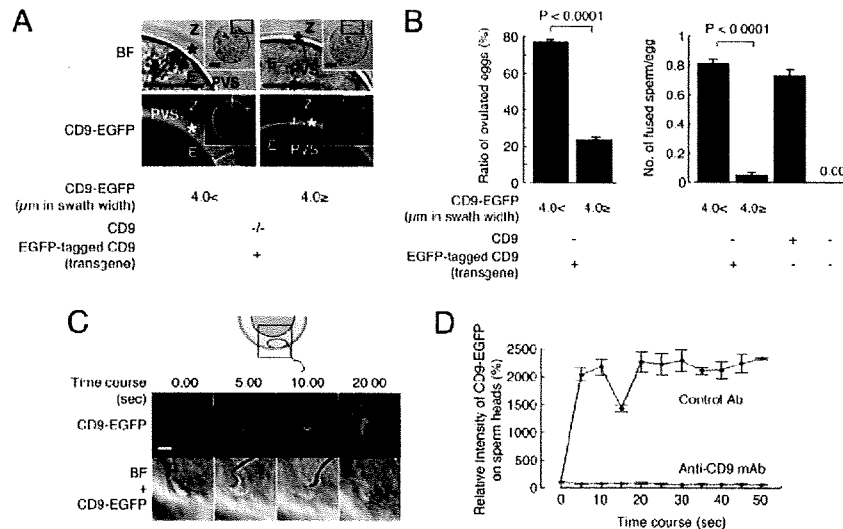 A
BF
Z
PVS
Z
E
PVS
CD9-EGFP
PVS
Z
E
E
PVS
CD9-EGFP
(µm in swath width)
4.0< 4.0≥
CD9 -/-
EGFP-tagged CD9
(transgene)
+
B
P < 0.0001
Ratio of ovulated eggs (%)
80
60
40
20
0
P < 0.0001
No. of fused sperm/egg
1
0.8
0.6
0.4
0.2
0
0.00
CD9-EGFP
(µm in swath width)
4.0< 4.0≥ 4.0< 4.0≥
CD9 - - + -
EGFP-tagged CD9
(transgene)
+ + - -
C
Time course
(sec)
0.00 5.00 10.00 20.00
CD9-EGFP
BF
+
CD9-EGFP
D
Relative Intensity of CD9-EGFP
on sperm heads (%)
2500
2000
1500
1000
500
0
Control Ab
Anti-CD9 mAb
0 10 20 30 40 50
Time course (sec)